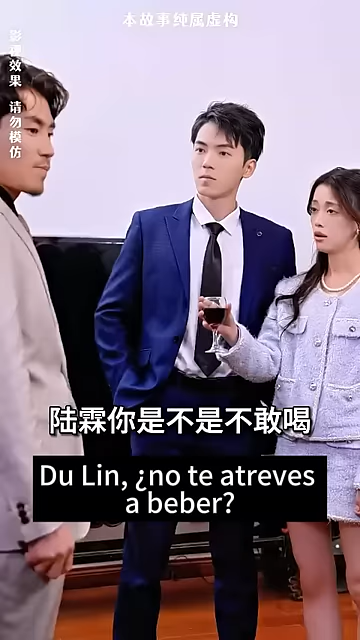 本故事纯属虚构
影视效果 请勿模仿
陆霖你是不是不敢喝
Du Lin, ¿no te atreves
a beber?